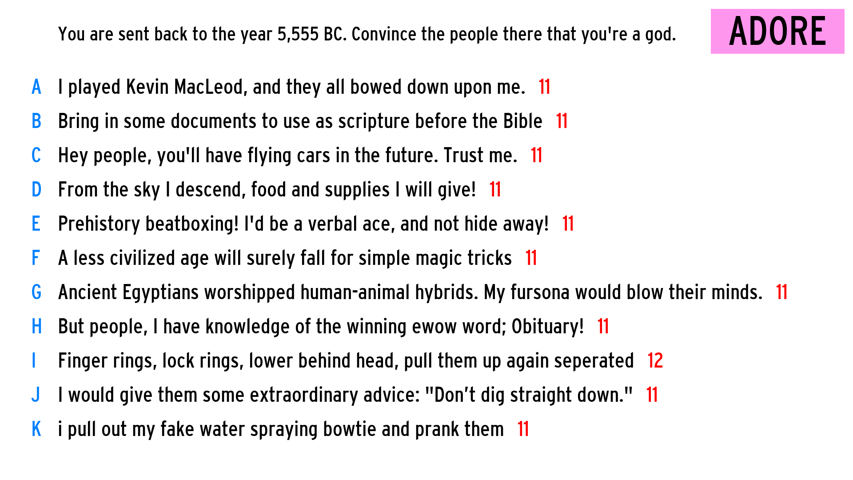 You are sent back to the year 5,555 BC. Convince the people there that you're a god.
ADORE
A I played Kevin MacLeod, and they all bowed down upon me. 11
B Bring in some documents to use as scripture before the Bible 11
C Hey people, you'll have flying cars in the future. Trust me. 11
D From the sky I descend, food and supplies I will give! 11
E Prehistory beatboxing! I'd be a verbal ace, and not hide away! 11
F A less civilized age will surely fall for simple magic tricks 11
G Ancient Egyptians worshipped human-animal hybrids. My fursona would blow their minds. 11
H But people, I have knowledge of the winning ewow word; Obituary! 11
I Finger rings, lock rings, lower behind head, pull them up again seperated 12
J I would give them some extraordinary advice: "Don’t dig straight down." 11
K i pull out my fake water spraying bowtie and prank them 11